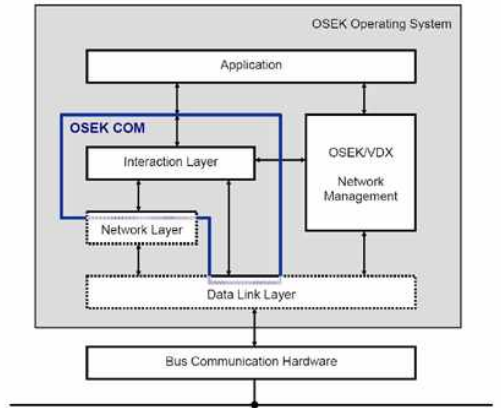 OSEK Operating System
Application
OSEK COM
Interaction Layer
OSEK/VDX
Network
Management
Network Layer
Data Link Layer
Bus Communication Hardware